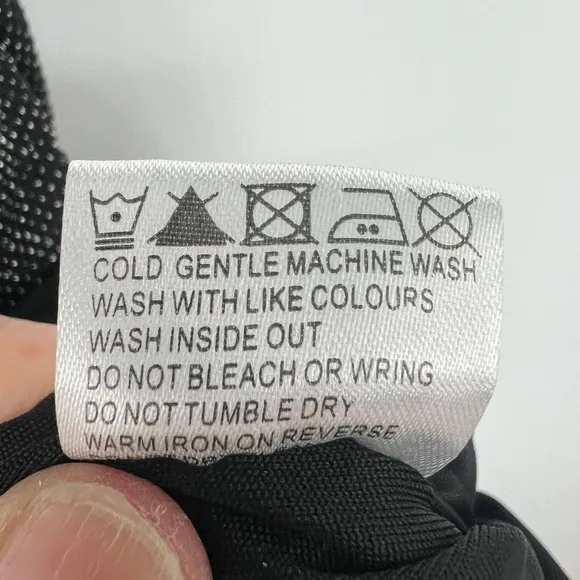 COLD GENTLE MACHINE WASH
WASH WITH LIKE COLOURS
WASH INSIDE OUT
DO NOT BLEACH OR WRING
DO NOT TUMBLE DRY
WARM IRON ON REVERSE